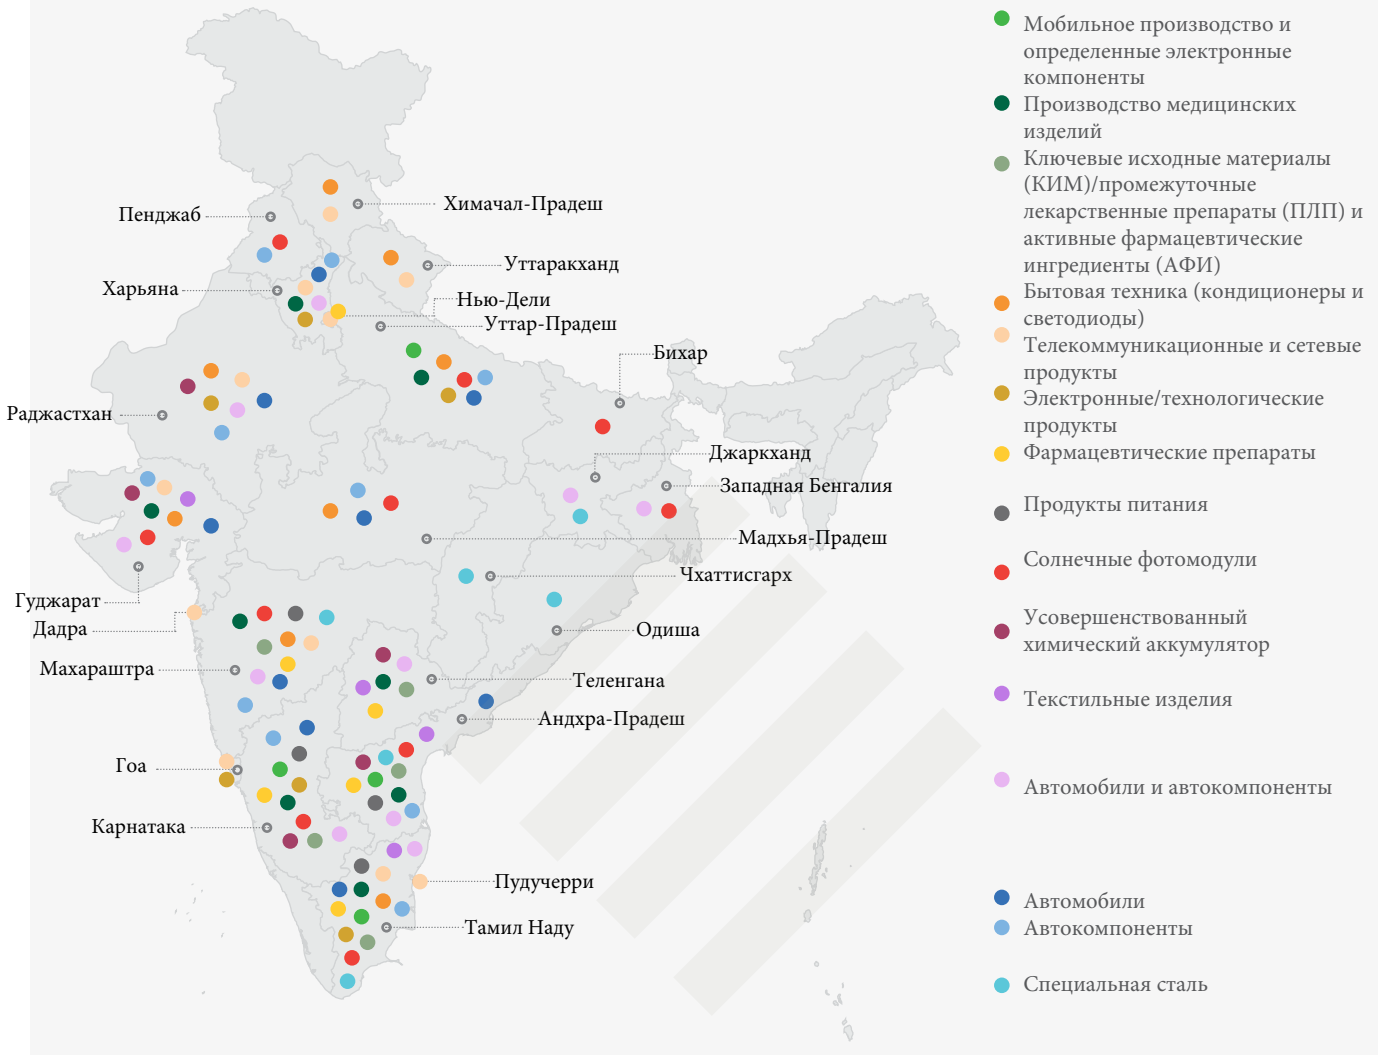 Пенджаб
Химачал-Прадеш
Харьяна
Уттаракханд
Нью-Дели
Уттар-Прадеш
Бихар
Раджастхан
Джаркханд
Западная Бенгалия
Мадхья-Прадеш
Чхаттисгарх
Гуджарат
Дадра
Одиша
Махараштра
Теленгана
Андхра-Прадеш
Гоа
Карнатака
Пудучерри
Тамил Наду
Мобильное производство и
определенные электронные
компоненты
Производство медицинских
изделий
Ключевые исходные материалы
(КИМ)/промежуточные
лекарственные препараты (ПЛП) и
активные фармацевтические
ингредиенты (АФИ)
Бытовая техника (кондиционеры и
светодиоды)
Телекоммуникационные и сетевые
продукты
Электронные/технологические
продукты
Фармацевтические препараты
Продукты питания
Солнечные фотомодули
Усовершенствованный
химический аккумулятор
Текстильные изделия
Автомобили и автокомпоненты
Автомобили
Автокомпоненты
Специальная сталь